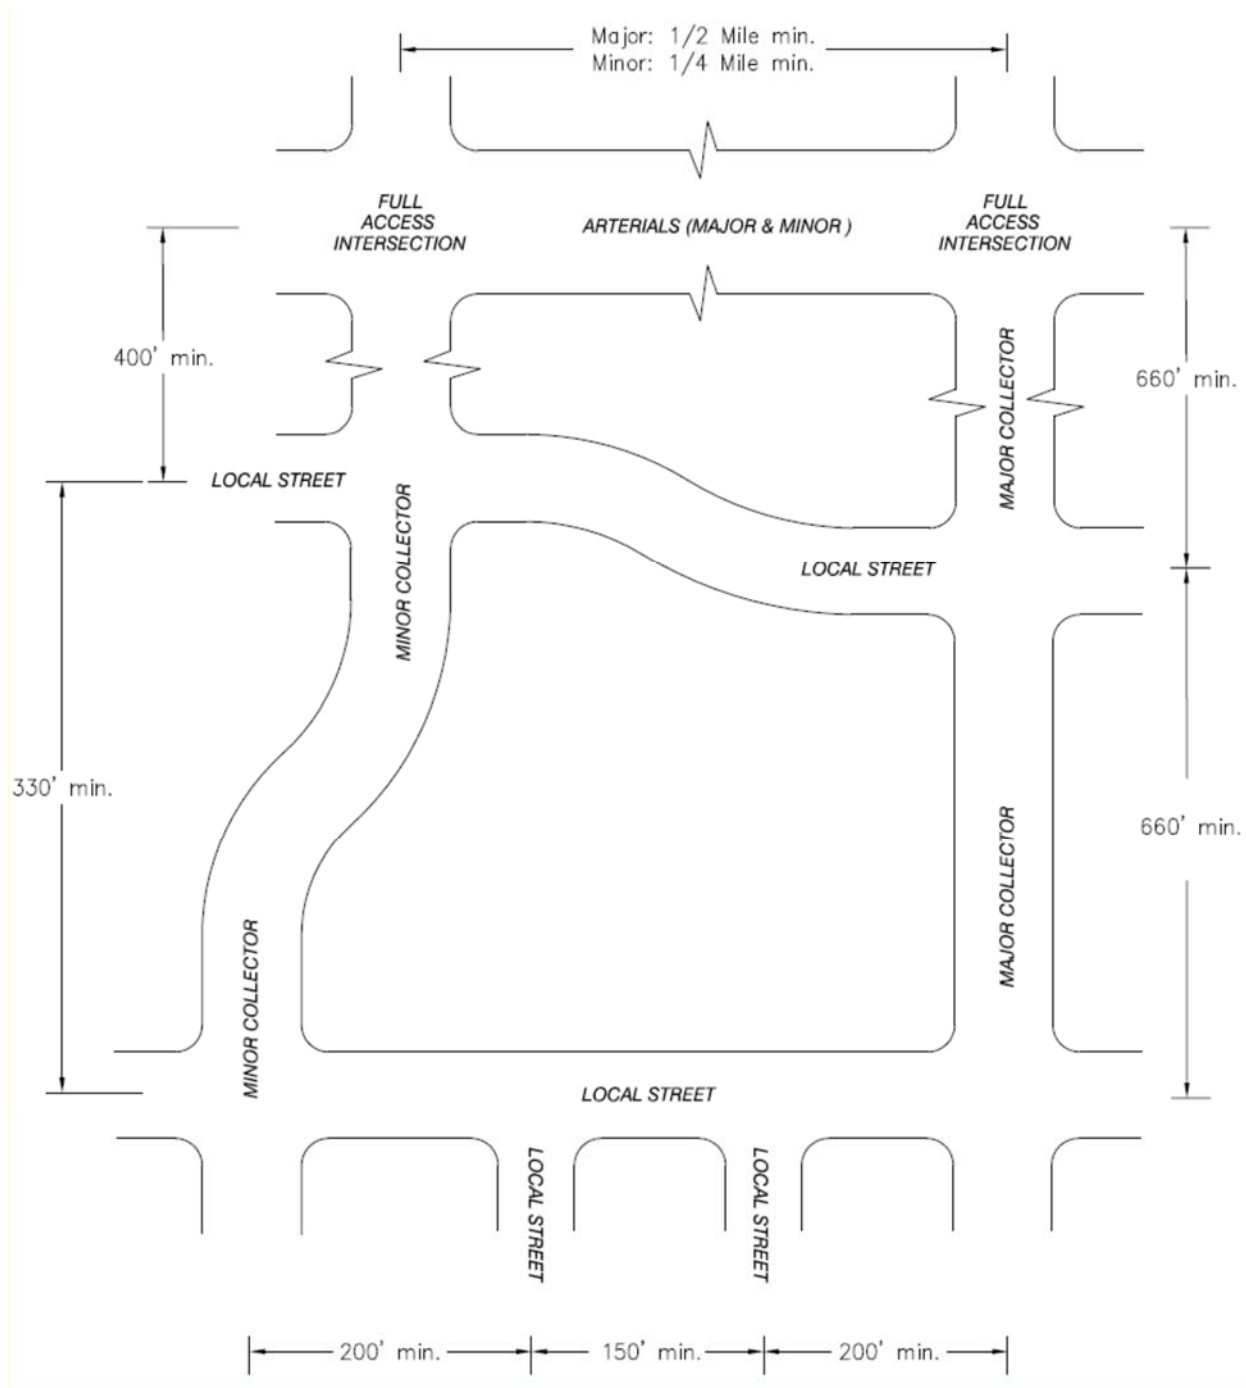 Major: 1/2 Mile min.
Minor: 1/4 Mile min.
FULL
ACCESS
INTERSECTION
ARTERIALS (MAJOR & MINOR )
FULL
ACCESS
INTERSECTION
400' min.
660' min.
MAJOR COLLECTOR
LOCAL STREET
MINOR COLLECTOR
LOCAL STREET
330' min.
660' min.
MAJOR COLLECTOR
MINOR COLLECTOR
LOCAL STREET
LOCAL STREET
LOCAL STREET
200' min.
150' min.
200' min.